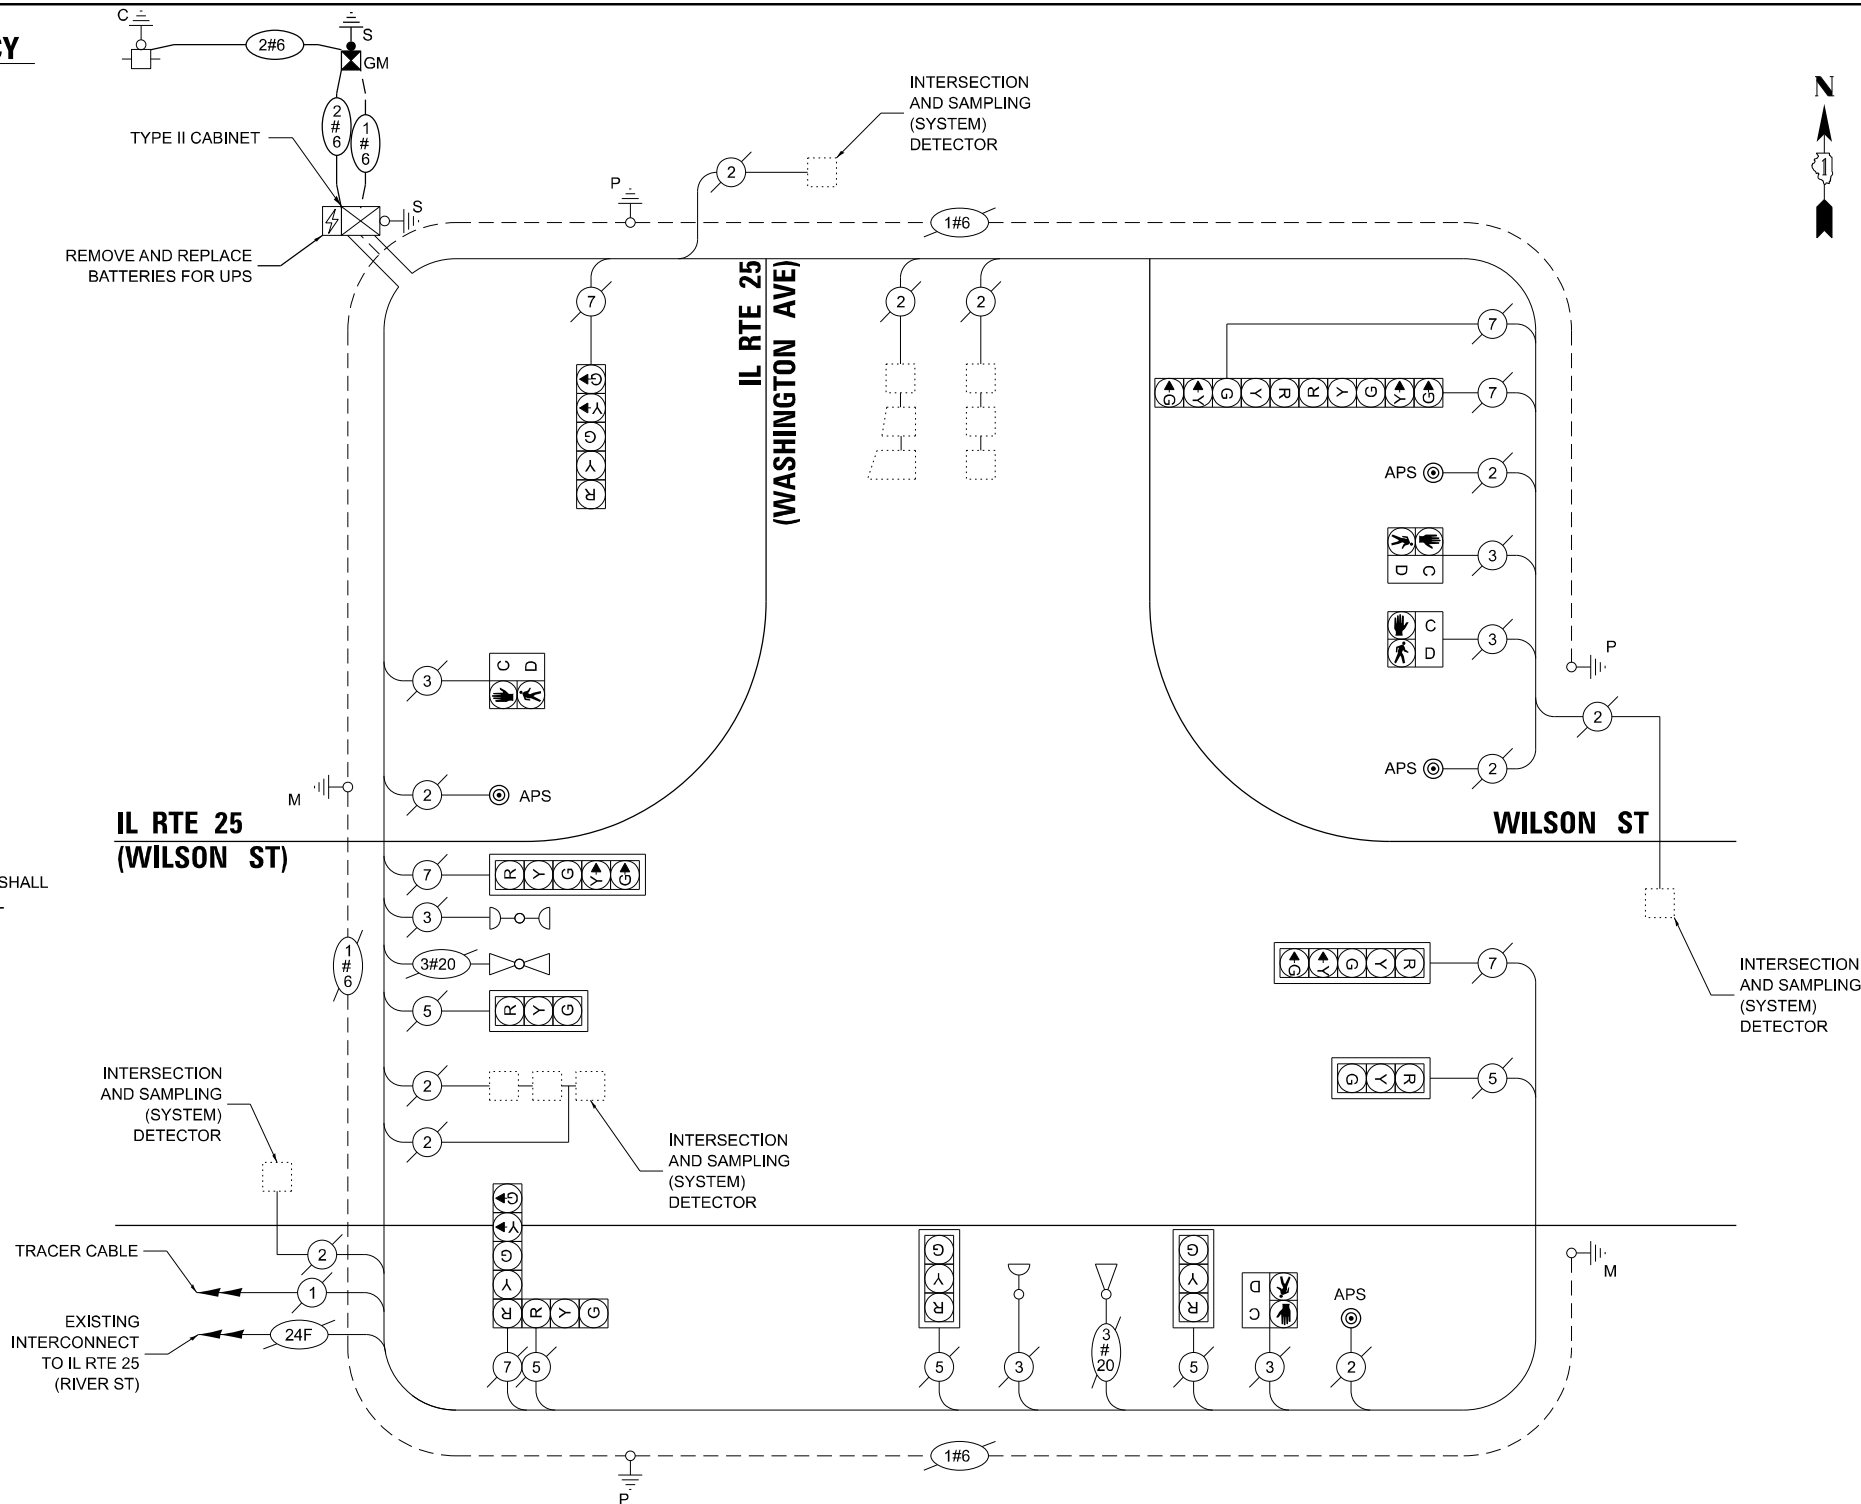 CY
C
2#6
S
GM
2
#
6
1
#
6
TYPE II CABINET
S
REMOVE AND REPLACE
BATTERIES FOR UPS
P
2
INTERSECTION
AND SAMPLING
(SYSTEM)
DETECTOR
1#6
N
1
7
G
Y
G
Y
R
IL RTE 25
(WASHINGTON AVE)
2
2
7
G Y G Y R R Y G Y G
7
APS
2
D C
3
C
D
3
P
2
APS
2
WILSON ST
C D
3
2
APS
M
IL RTE 25
(WILSON ST)
SHALL
7
R Y G Y G
3
1
#
6
3#20
5
R Y G
G Y G Y R
7
G Y R
5
INTERSECTION
AND SAMPLING
(SYSTEM)
DETECTOR
INTERSECTION
AND SAMPLING
(SYSTEM)
DETECTOR
2
2
INTERSECTION
AND SAMPLING
(SYSTEM)
DETECTOR
TRACER CABLE
2
1
EXISTING
INTERCONNECT
TO IL RTE 25
(RIVER ST)
24F
G
Y
G
Y
R R Y G
7 5
G
Y
R
5
3
3
#
20
G
Y
R
5
D
C
3
APS
2
M
1#6
P